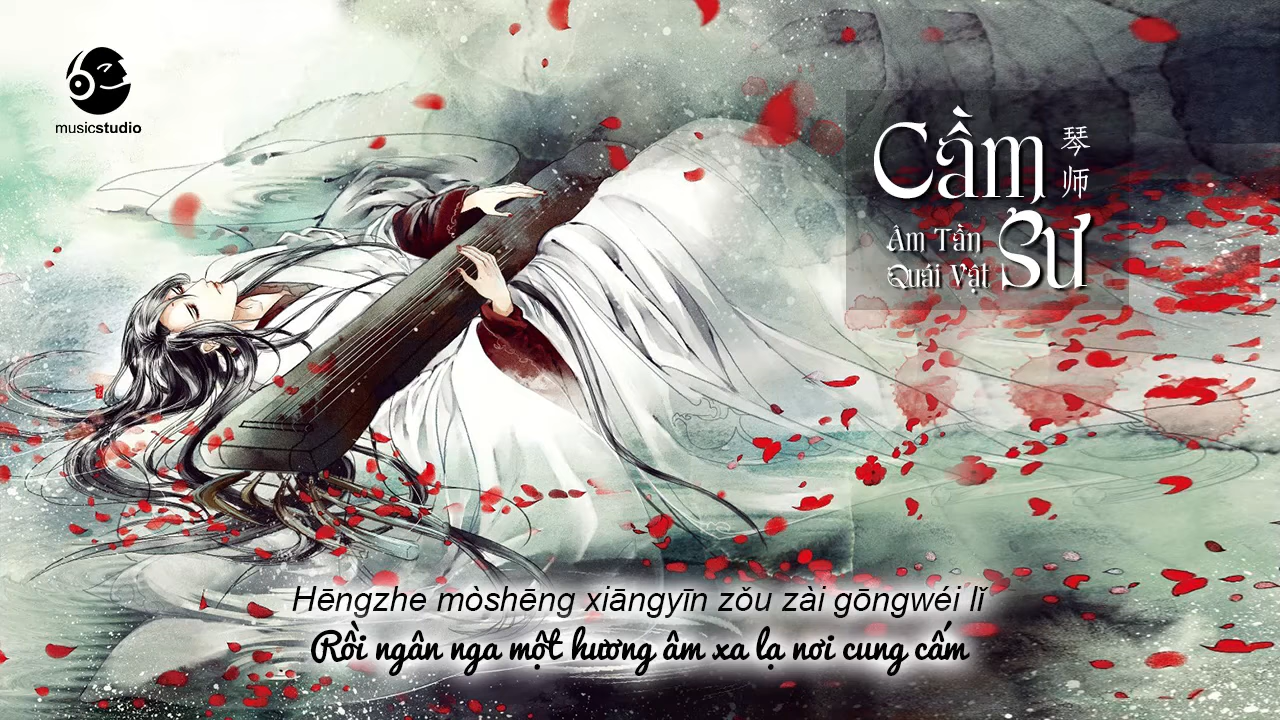 musicstudio
Cầm
琴师
Sư
Âm Tần
Quái Vật
Hēngzhe mòshēng xiāngyīn zǒu zài gōngwéi lǐ
Rồi ngân nga một hương âm xa lạ nơi cung cấm